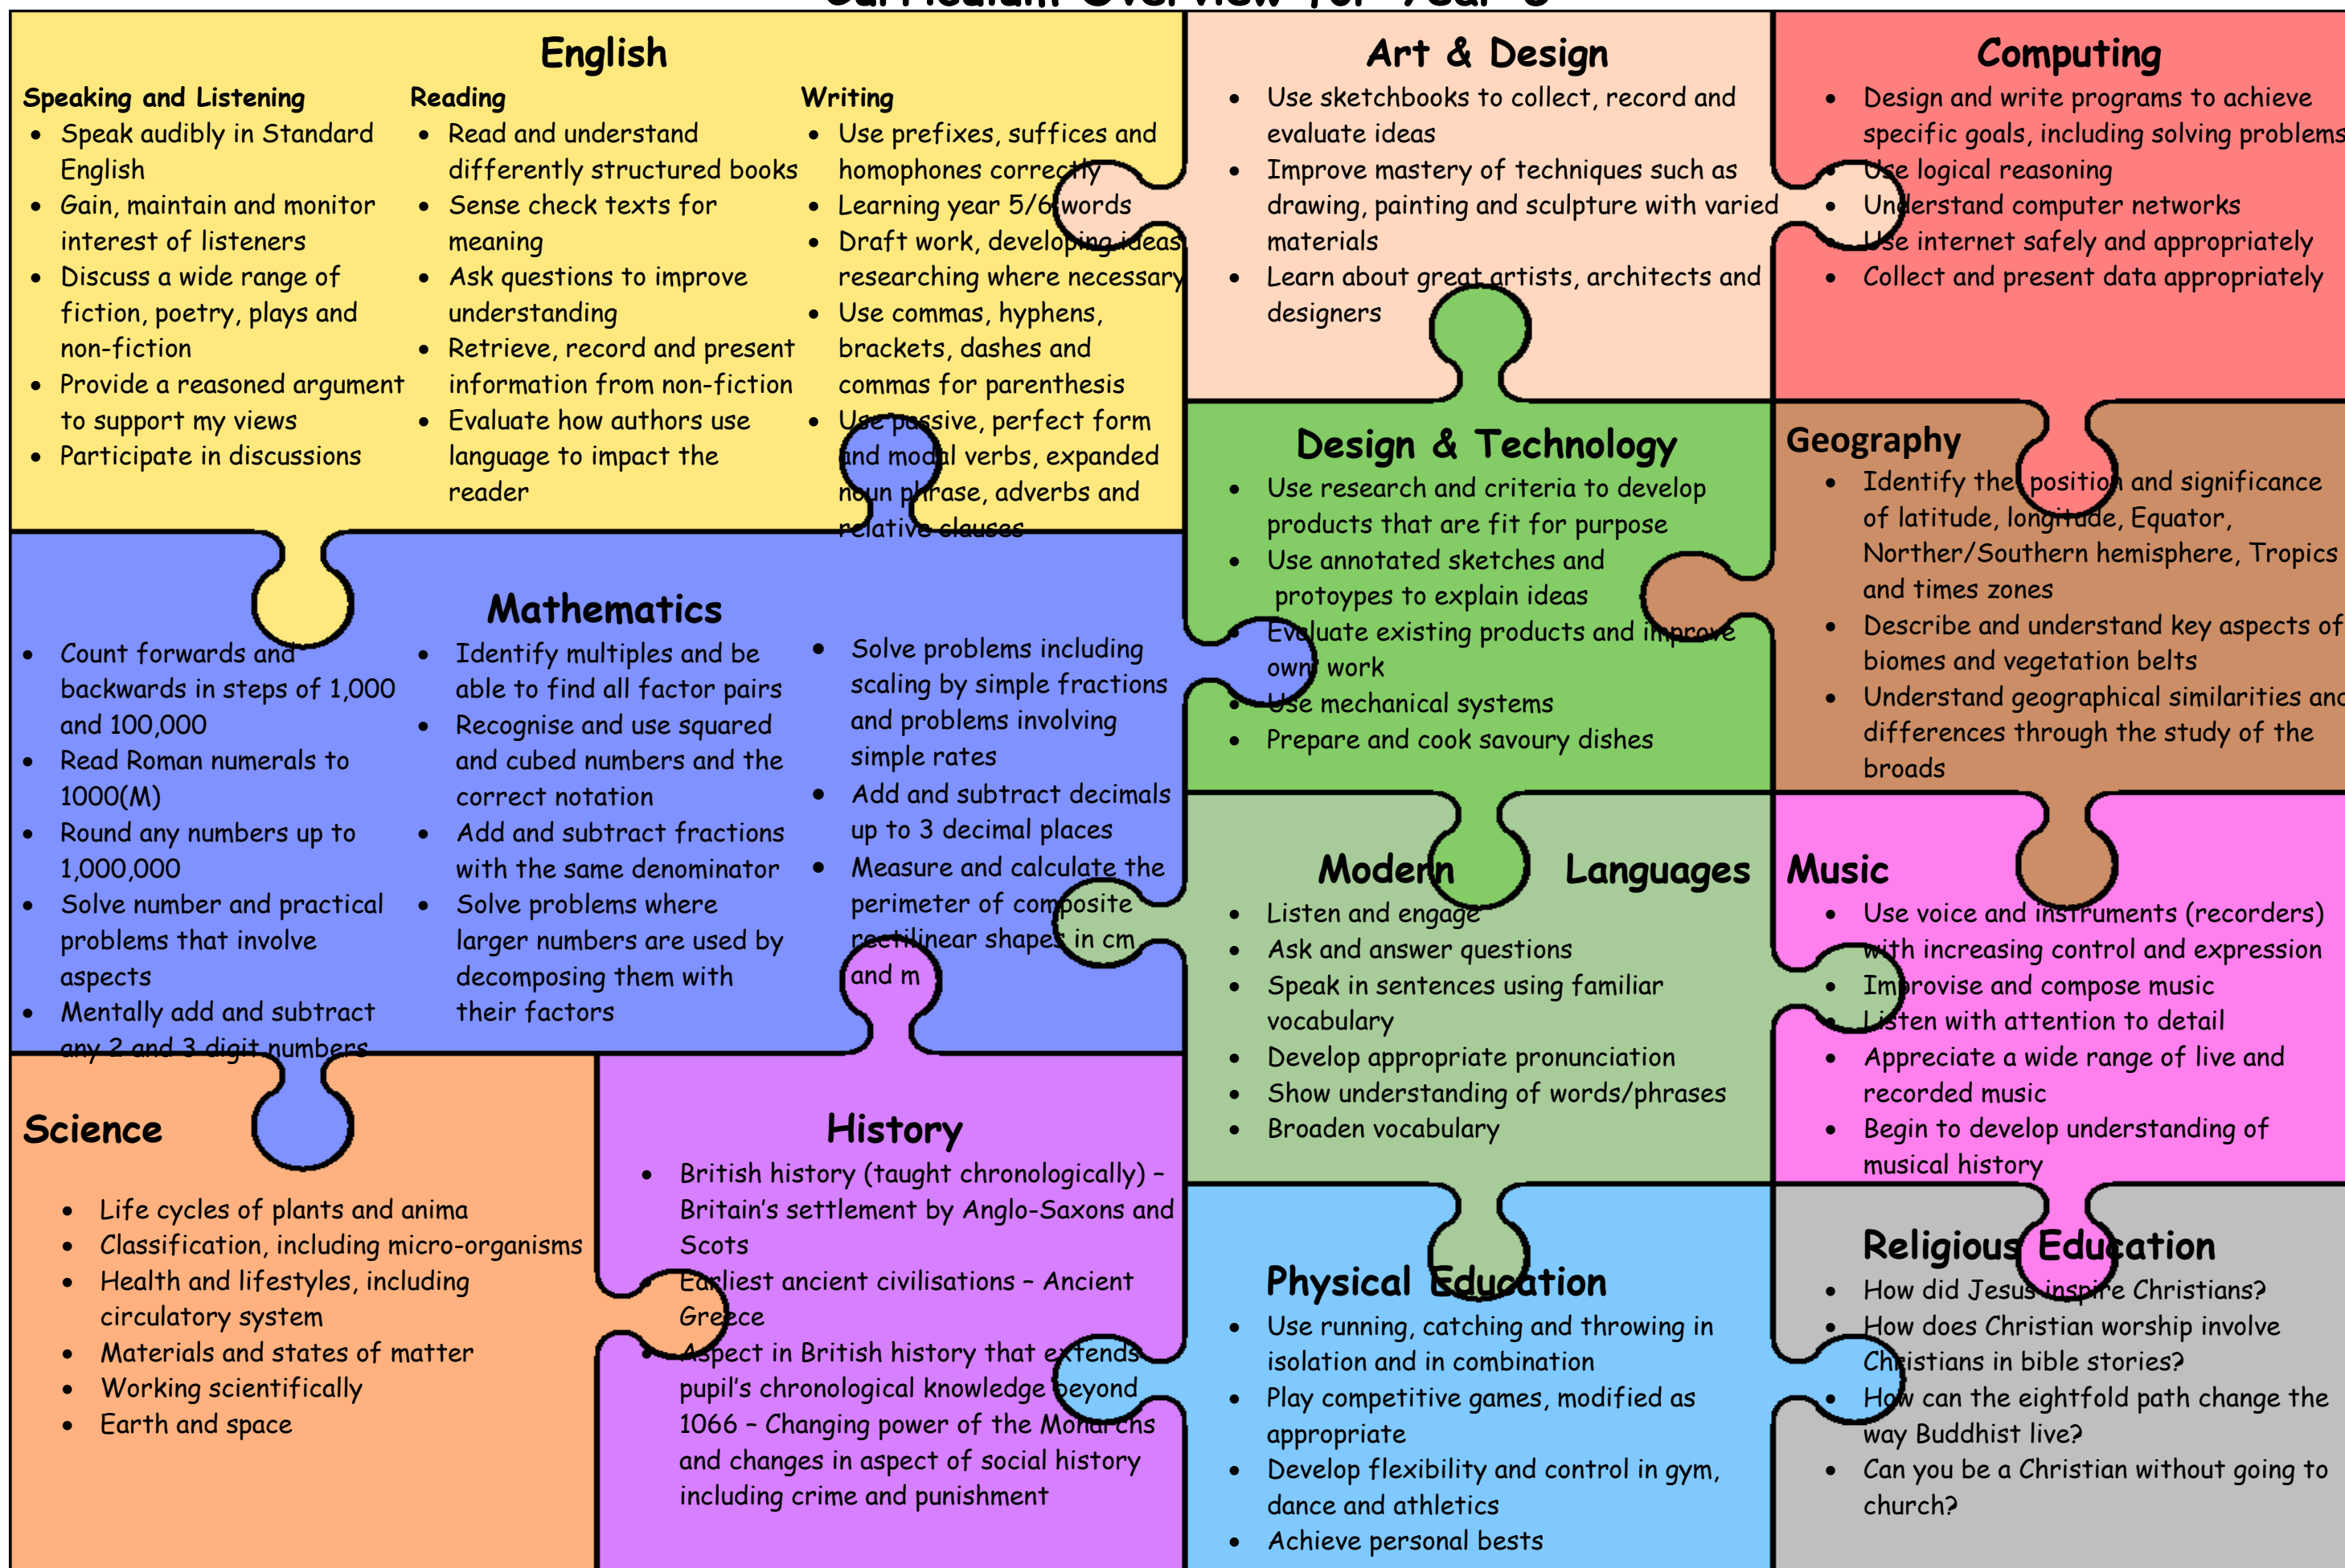 Curriculum Overview for Year
English
Speaking and Listening
• Speak audibly in Standard
English
• Gain, maintain and monitor
interest of listeners
• Discuss a wide range of
fiction, poetry, plays and
non-fiction
• Provide a reasoned argument
to support my views
• Participate in discussions
Reading
• Read and understand
differently structured books
• Sense check texts for
meaning
• Ask questions to improve
understanding
• Retrieve, record and present
information from non-fiction
• Evaluate how authors use
language to impact the
reader
Writing
• Use prefixes, suffices and
homophones correctly
• Learning year 5/6 words
• Draft work, developing ideas
researching where necessary
• Use commas, hyphens,
brackets, dashes and
commas for parenthesis
• Use passive, perfect form
and modal verbs, expanded
noun phrase, adverbs and
relative clauses
Art & Design
• Use sketchbooks to collect, record and
evaluate ideas
• Improve mastery of techniques such as
drawing, painting and sculpture with varied
materials
• Learn about great artists, architects and
designers
Computing
• Design and write programs to achieve
specific goals, including solving problems
• Use logical reasoning
• Understand computer networks
• Use internet safely and appropriately
• Collect and present data appropriately
Design & Technology
• Use research and criteria to develop
products that are fit for purpose
• Use annotated sketches and
protoypes to explain ideas
• Evaluate existing products and improve
own work
• Use mechanical systems
• Prepare and cook savoury dishes
Geography
• Identify the position and significance
of latitude, longitude, Equator,
Norther/Southern hemisphere, Tropics
and times zones
• Describe and understand key aspects of
biomes and vegetation belts
• Understand geographical similarities and
differences through the study of the
broads
Mathematics
• Count forwards and
backwards in steps of 1,000
and 100,000
• Read Roman numerals to
1000(M)
• Round any numbers up to
1,000,000
• Solve number and practical
problems that involve
aspects
• Mentally add and subtract
any 2 and 3 digit numbers
• Identify multiples and be
able to find all factor pairs
• Recognise and use squared
and cubed numbers and the
correct notation
• Add and subtract fractions
with the same denominator
• Solve problems where
larger numbers are used by
decomposing them with
their factors
• Solve problems including
scaling by simple fractions
and problems involving
simple rates
• Add and subtract decimals
up to 3 decimal places
• Measure and calculate the
perimeter of composite
rectilinear shapes in cm
and m
Modern Languages
• Listen and engage
• Ask and answer questions
• Speak in sentences using familiar
vocabulary
• Develop appropriate pronunciation
• Show understanding of words/phrases
• Broaden vocabulary
Music
• Use voice and instruments (recorders)
with increasing control and expression
• Improvise and compose music
• Listen with attention to detail
• Appreciate a wide range of live and
recorded music
• Begin to develop understanding of
musical history
Science
• Life cycles of plants and anima
• Classification, including micro-organisms
• Health and lifestyles, including
circulatory system
• Materials and states of matter
• Working scientifically
• Earth and space
History
• British history (taught chronologically) –
Britain's settlement by Anglo-Saxons and
Scots
• Earliest ancient civilisations – Ancient
Greece
• Aspect in British history that extends
pupil's chronological knowledge beyond
1066 – Changing power of the Monarchs
and changes in aspect of social history
including crime and punishment
Physical Education
• Use running, catching and throwing in
isolation and in combination
• Play competitive games, modified as
appropriate
• Develop flexibility and control in gym,
dance and athletics
• Achieve personal bests
Religious Education
• How did Jesus inspire Christians?
• How does Christian worship involve
Christians in bible stories?
• How can the eightfold path change the
way Buddhist live?
• Can you be a Christian without going to
church?